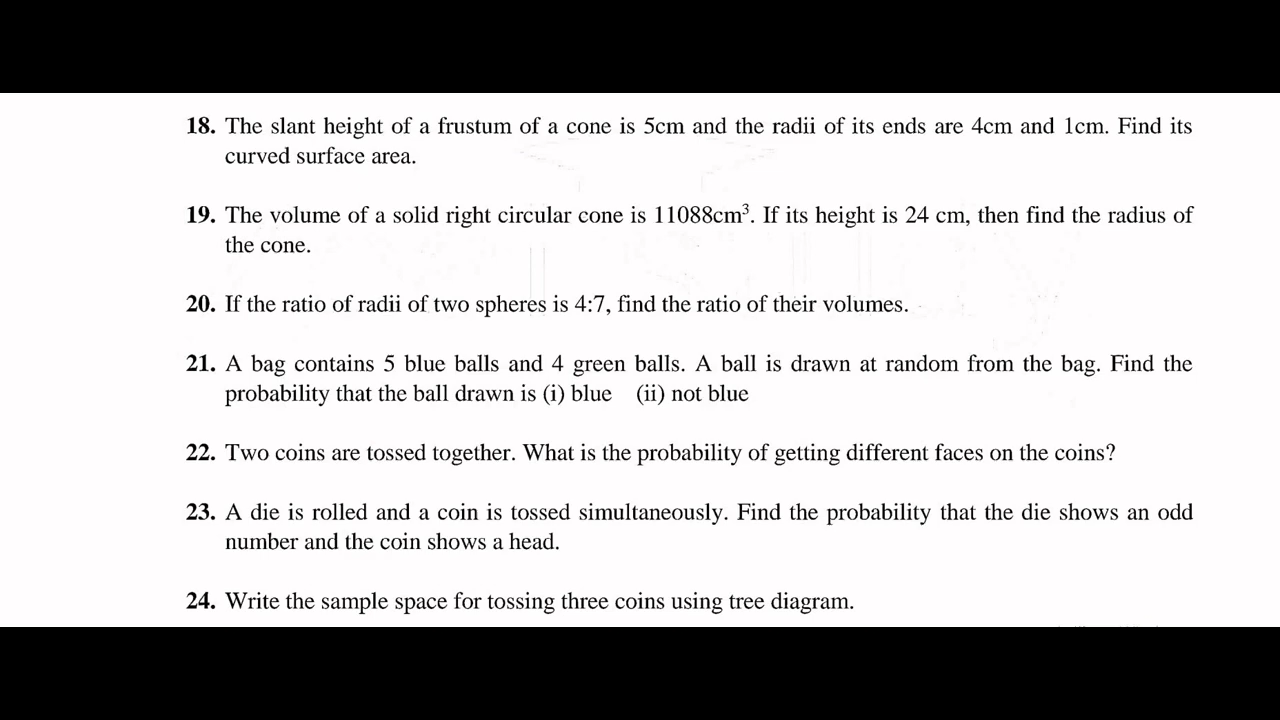 18. The slant height of a frustum of a cone is 5cm and the radii of its ends are 4cm and 1cm. Find its
curved surface area.
19. The volume of a solid right circular cone is 11088cm³. If its height is 24 cm, then find the radius of
the cone.
20. If the ratio of radii of two spheres is 4:7, find the ratio of their volumes.
21. A bag contains 5 blue balls and 4 green balls. A ball is drawn at random from the bag. Find the
probability that the ball drawn is (i) blue (ii) not blue
22. Two coins are tossed together. What is the probability of getting different faces on the coins?
23. A die is rolled and a coin is tossed simultaneously. Find the probability that the die shows an odd
number and the coin shows a head.
24. Write the sample space for tossing three coins using tree diagram.